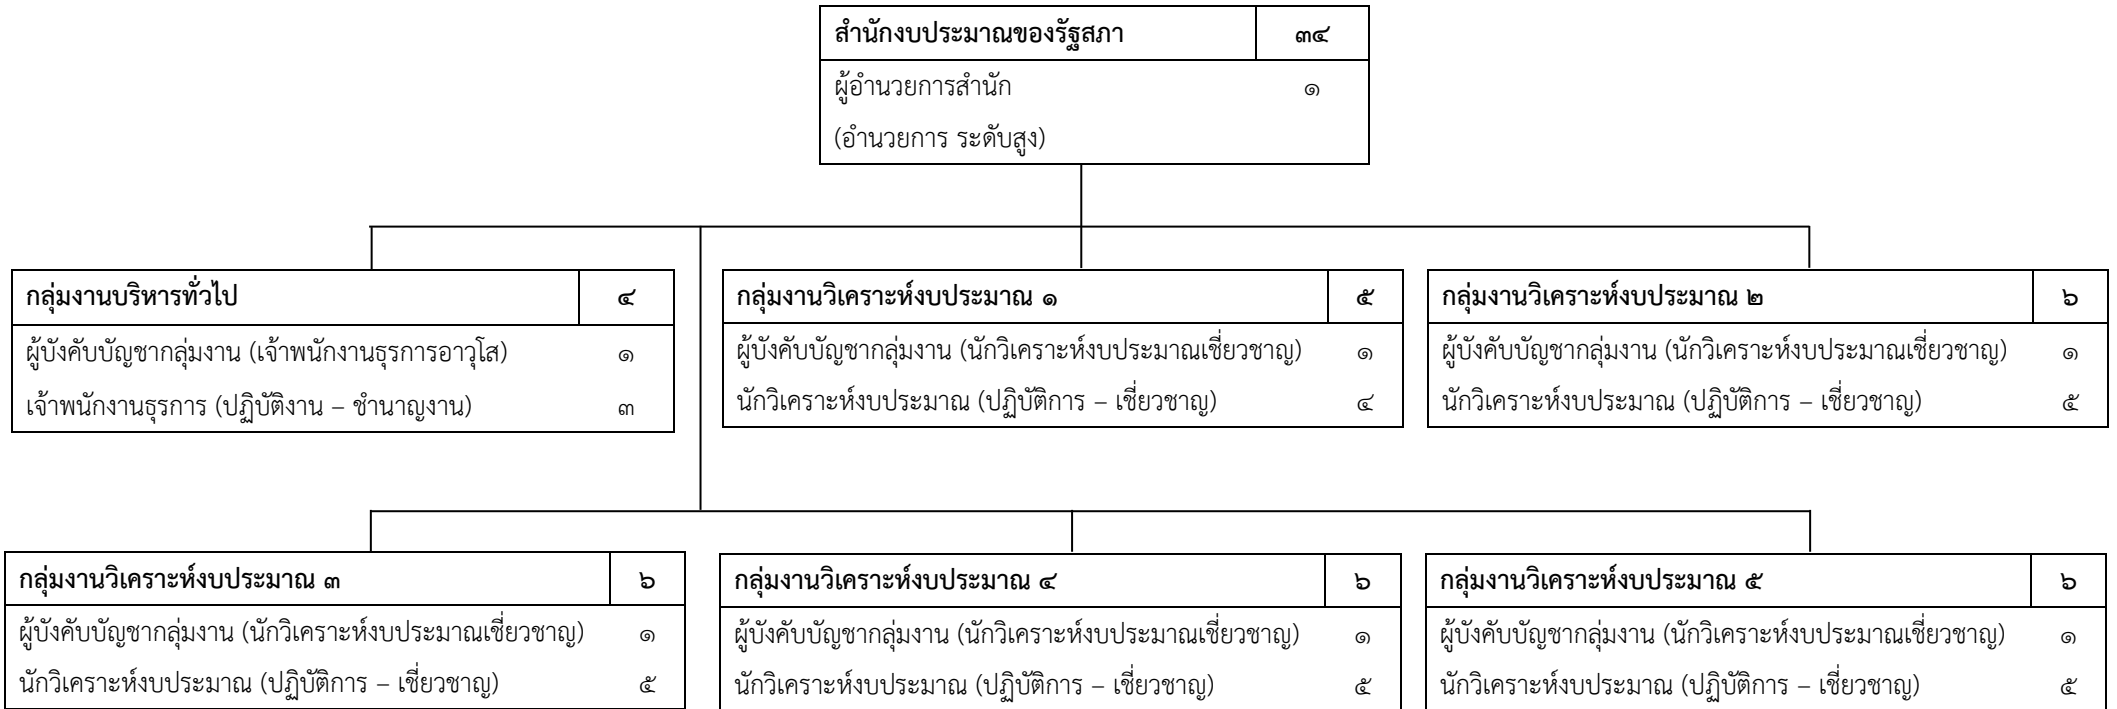 สำนักงบประมาณของรัฐสภา ๓๔
ผู้อำนวยการสำนัก ๑
(อำนวยการ ระดับสูง)
กลุ่มงานบริหารทั่วไป ๔
ผู้บังคับบัญชากลุ่มงาน (เจ้าพนักงานธุรการอาวุโส) ๑
เจ้าพนักงานธุรการ (ปฏิบัติงาน – ชำนาญงาน) ๓
กลุ่มงานวิเคราะห์งบประมาณ ๑ ๕
ผู้บังคับบัญชากลุ่มงาน (นักวิเคราะห์งบประมาณเชี่ยวชาญ) ๑
นักวิเคราะห์งบประมาณ (ปฏิบัติการ – เชี่ยวชาญ) ๔
กลุ่มงานวิเคราะห์งบประมาณ ๒ ๖
ผู้บังคับบัญชากลุ่มงาน (นักวิเคราะห์งบประมาณเชี่ยวชาญ) ๑
นักวิเคราะห์งบประมาณ (ปฏิบัติการ – เชี่ยวชาญ) ๕
กลุ่มงานวิเคราะห์งบประมาณ ๓ ๖
ผู้บังคับบัญชากลุ่มงาน (นักวิเคราะห์งบประมาณเชี่ยวชาญ) ๑
นักวิเคราะห์งบประมาณ (ปฏิบัติการ – เชี่ยวชาญ) ๕
กลุ่มงานวิเคราะห์งบประมาณ ๔ ๖
ผู้บังคับบัญชากลุ่มงาน (นักวิเคราะห์งบประมาณเชี่ยวชาญ) ๑
นักวิเคราะห์งบประมาณ (ปฏิบัติการ – เชี่ยวชาญ) ๕
กลุ่มงานวิเคราะห์งบประมาณ ๕ ๖
ผู้บังคับบัญชากลุ่มงาน (นักวิเคราะห์งบประมาณเชี่ยวชาญ) ๑
นักวิเคราะห์งบประมาณ (ปฏิบัติการ – เชี่ยวชาญ) ๕